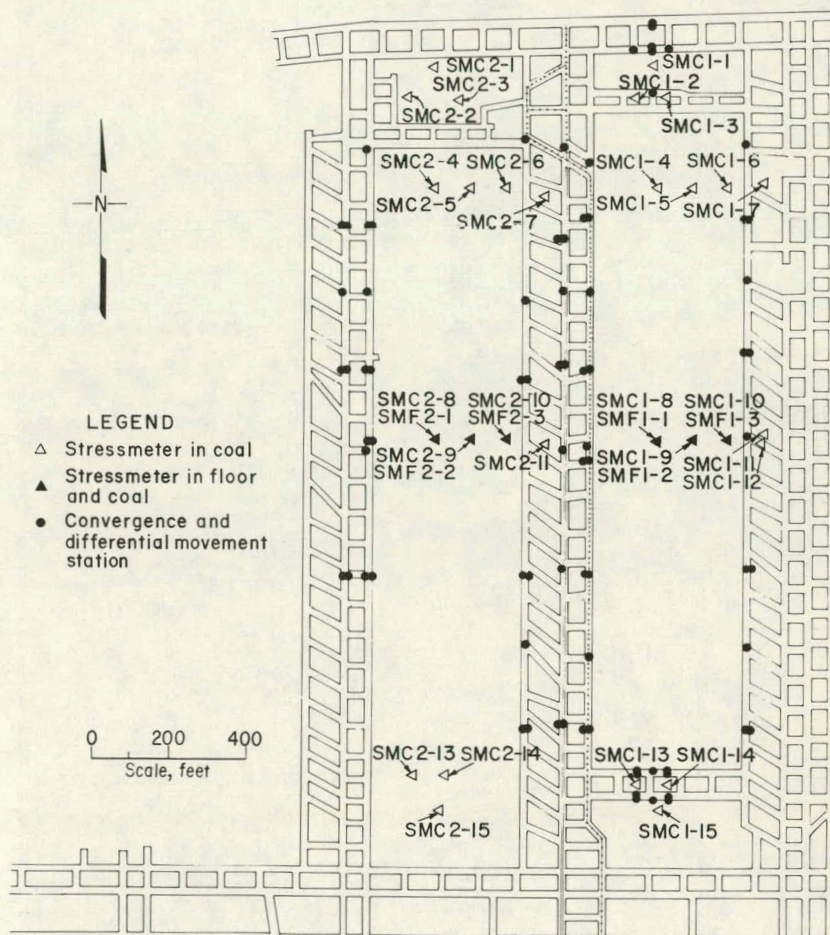 SMC2-1
SMC2-3
SMC2-2
SMC1-1
SMC1-2
SMC1-3
N
SMC2-4 SMC2-6
SMC2-5
SMC2-7
SMC1-4 SMC1-6
SMC1-5 SMC1-7
SMC2-8 SMC2-10
SMF2-1 SMF2-3
SMC2-9
SMF2-2
SMC2-11
SMC1-8 SMC1-10
SMF1-1 SMF1-3
SMC1-9 SMC1-11
SMF1-2 SMC1-12
LEGEND
Stressmeter in coal
Stressmeter in floor
and coal
Convergence and
differential movement
station
0 200 400
Scale, feet
SMC2-13 SMC2-14
SMC2-15
SMC1-13 SMC1-14
SMC1-15